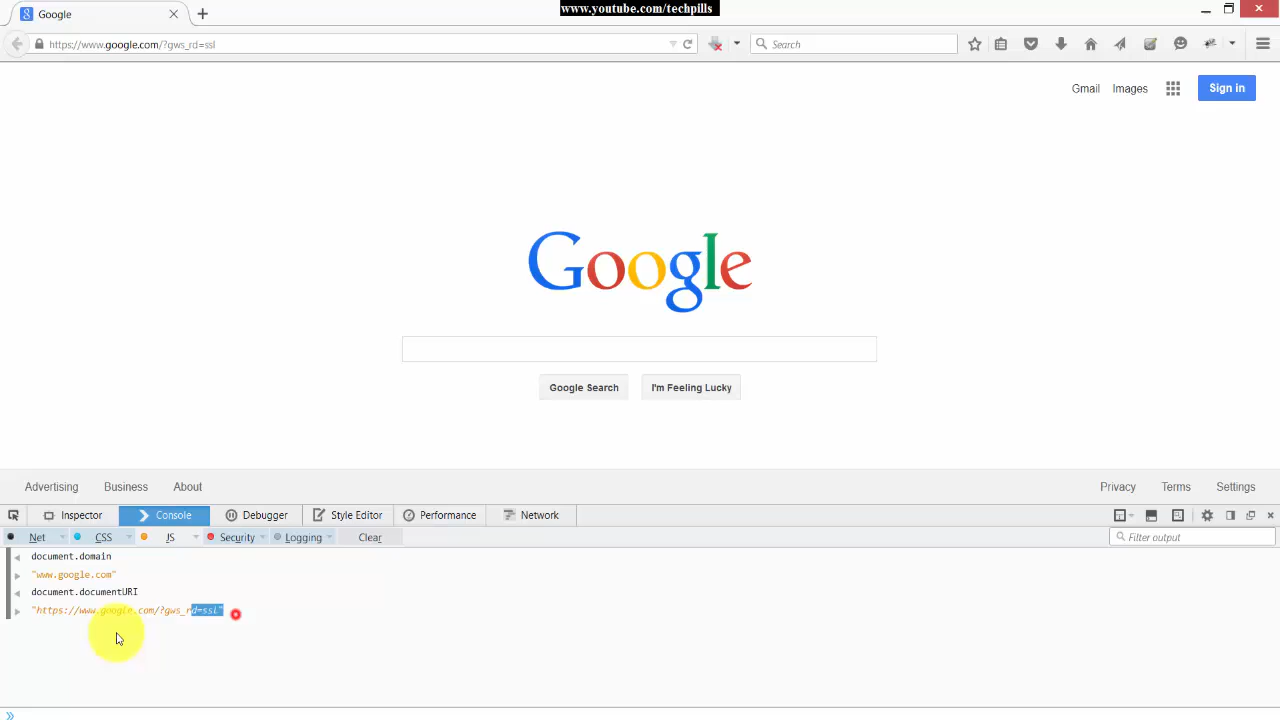 www.youtube.com/techpills
Google
https://www.google.com/?gws_rd=ssl
Search
Gmail Images Sign in
Google
Google Search I'm Feeling Lucky
Advertising Business About Privacy Terms Settings
Inspector Console Debugger Style Editor Performance Network
Net CSS JS Security Logging Clear Filter output
document.domain
"www.google.com"
document.documentURI
"https://www.google.com/?gws_rd=ssl"